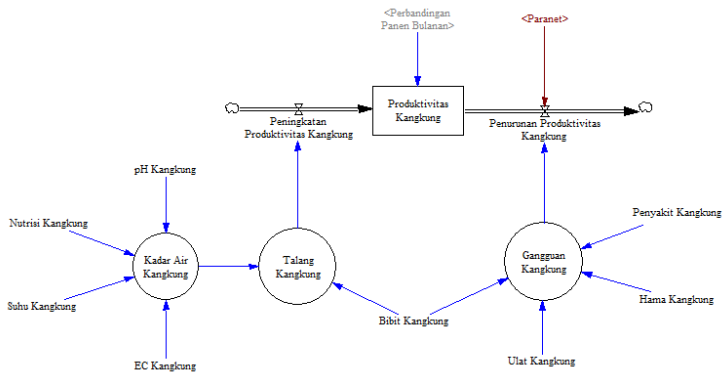 <Perbandingan
Panen Bulanan>
<Paranet>
Produktivitas
Kangkung
Peningkatan
Produktivitas Kangkung
Penurunan Produktivitas
Kangkung
pH Kangkung
Nutrisi Kangkung
Penyakit Kangkung
Kadar Air
Kangkung
Talang
Kangkung
Gangguan
Kangkung
Suhu Kangkung
Hama Kangkung
Bibit Kangkung
EC Kangkung
Ulat Kangkung